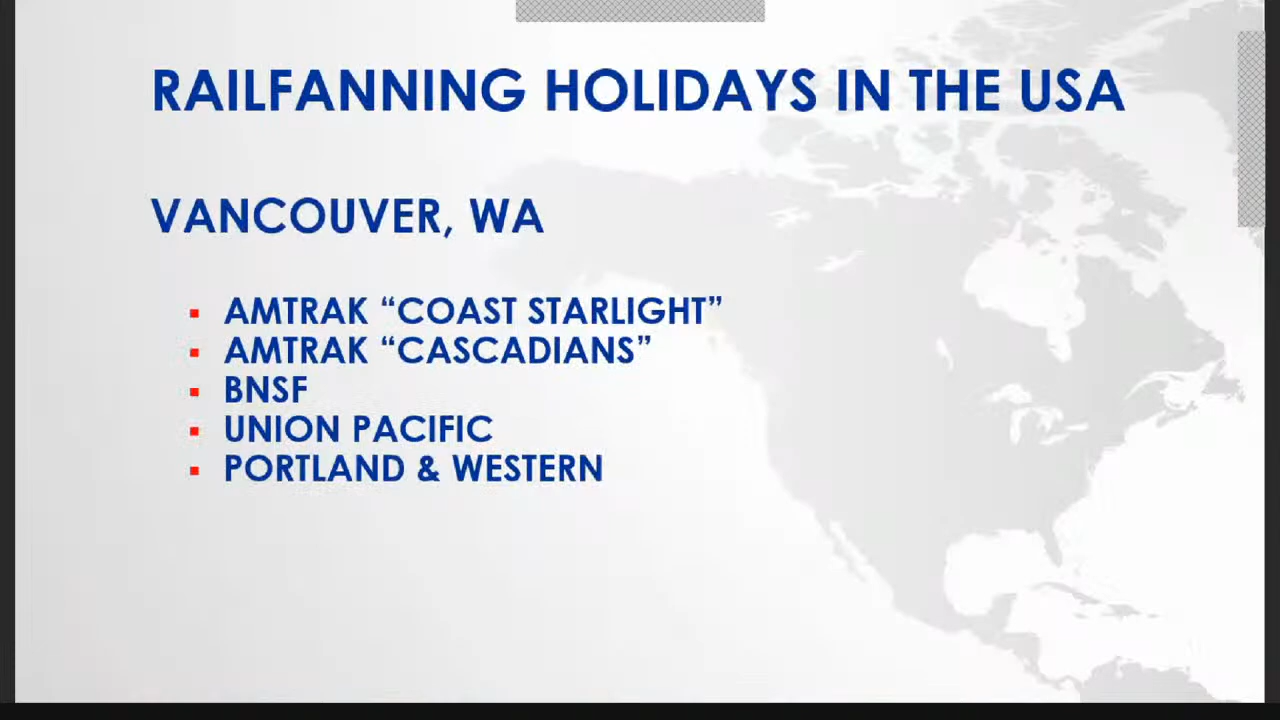 RAILFANNING HOLIDAYS IN THE USA
VANCOUVER, WA
▪ AMTRAK “COAST STARLIGHT”
▪ AMTRAK “CASCADIANS”
▪ BNSF
▪ UNION PACIFIC
▪ PORTLAND & WESTERN